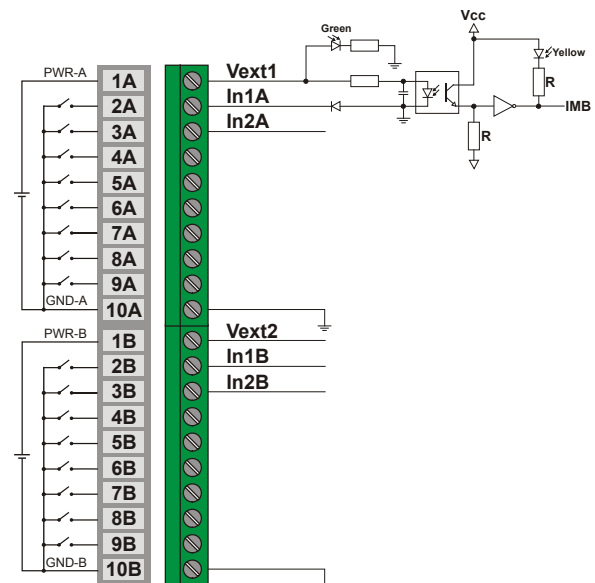 Vcc
Green
Yellow
PWR-A
1A
Vext1
R
2A
In1A
IMB
3A
In2A
R
4A
5A
6A
7A
8A
9A
GND-A
10A
PWR-B
1B
Vext2
2B
In1B
3B
In2B
4B
5B
6B
7B
8B
9B
GND-B
10B